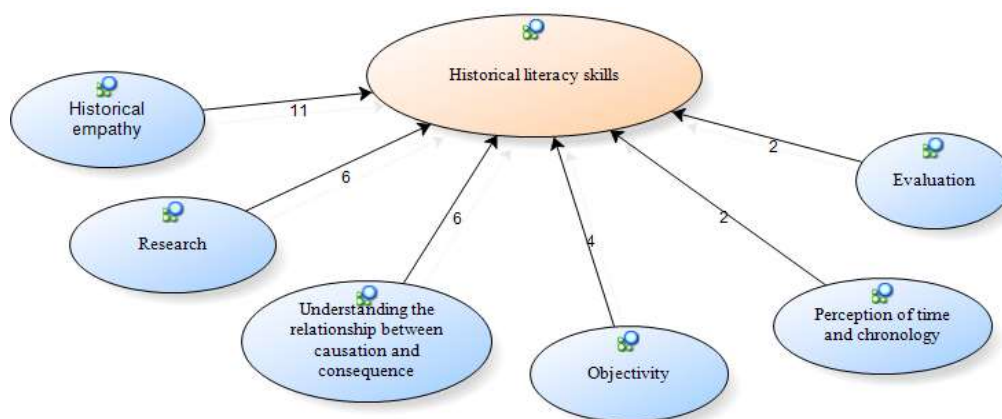 Historical literacy skills
Historical
empathy
11
2
Evaluation
6
Research
6
2
4
Understanding the
relationship between
causation and
consequence
Perception of time
and chronology
Objectivity